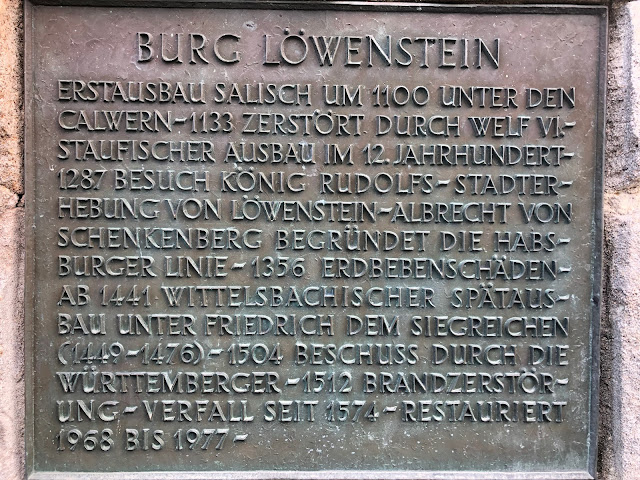 BURG LÖWENSTEIN
ERSTAUSBAU SALISCH UM 1100 UNTER DEN
CALWERN-1133 ZERSTÖRT DURCH WELF VI.-
STAUFISCHER AUSBAU IM 12. JAHRHUNDERT-
1287 BESUCH KÖNIG RUDOLFS-STADTER-
HEBUNG VON LÖWENSTEIN-ALBRECHT VON
SCHENKENBERG BEGRÜNDET DIE HABS-
BURGER LINIE-1356 ERDBEBENSCHÄDEN-
AB 1441 WITTELSBACHISCHER SPÄTAUS-
BAU UNTER FRIEDRICH DEM SIEGREICHEN
(1449-1476)-1504 BESCHUSS DURCH DIE
WÜRTTEMBERGER-1512 BRANDZERSTÖR-
UNG-VERFALL SEIT 1574-RESTAURIERT
1968 BIS 1977-